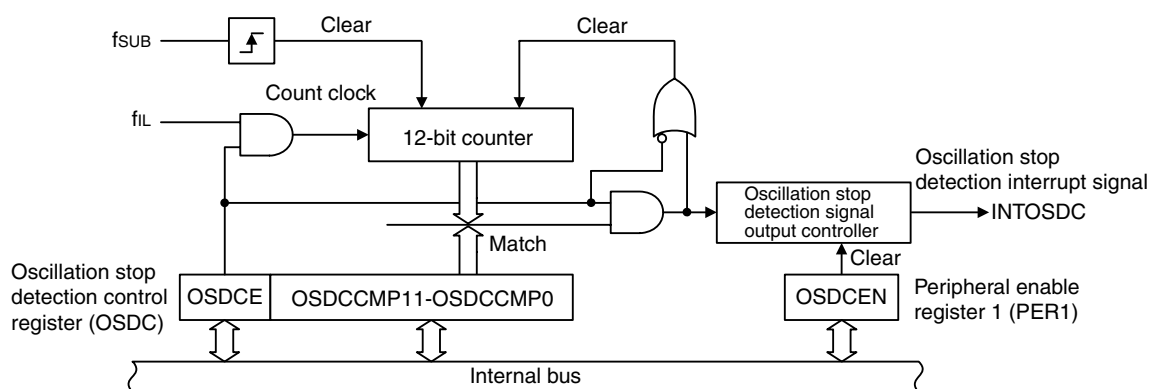 fSUB
Clear
Clear
Count clock
fIL
12-bit counter
Oscillation stop
detection interrupt signal
Oscillation stop
detection signal
output controller
INTOSDC
Match
Clear
Oscillation stop
detection control
register (OSDC)
OSDCE
OSDCCMP11-OSDCCMP0
OSDCEN
Peripheral enable
register 1 (PER1)
Internal bus